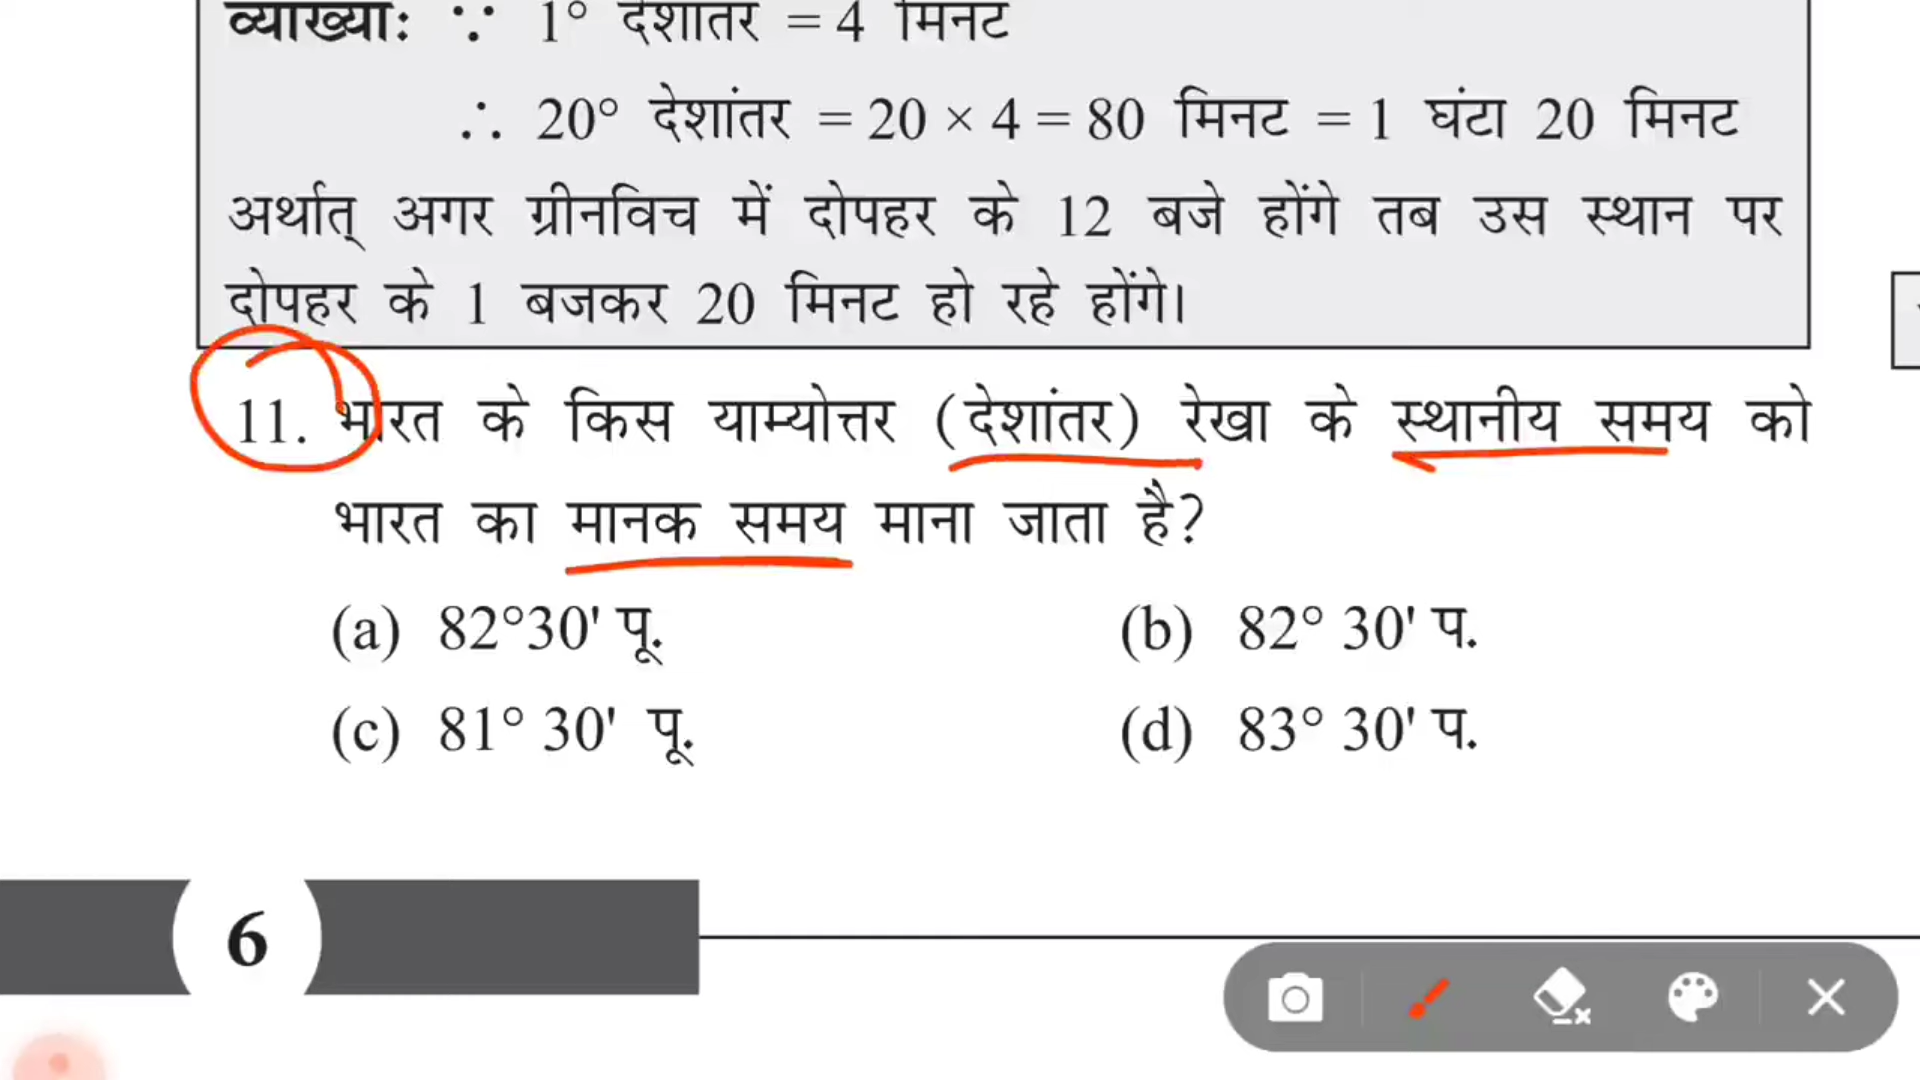 व्याख्याः ∵ 1° देशांतर = 4 मिनट
∴ 20° देशांतर = 20 × 4 = 80 मिनट = 1 घंटा 20 मिनट
अर्थात् अगर ग्रीनविच में दोपहर के 12 बजे होंगे तब उस स्थान पर
दोपहर के 1 बजकर 20 मिनट हो रहे होंगे।
11. भारत के किस याम्योत्तर (देशांतर) रेखा के स्थानीय समय को
भारत का मानक समय माना जाता है?
(a) 82°30' पू. (b) 82° 30' प.
(c) 81° 30' पू. (d) 83° 30' प.
6